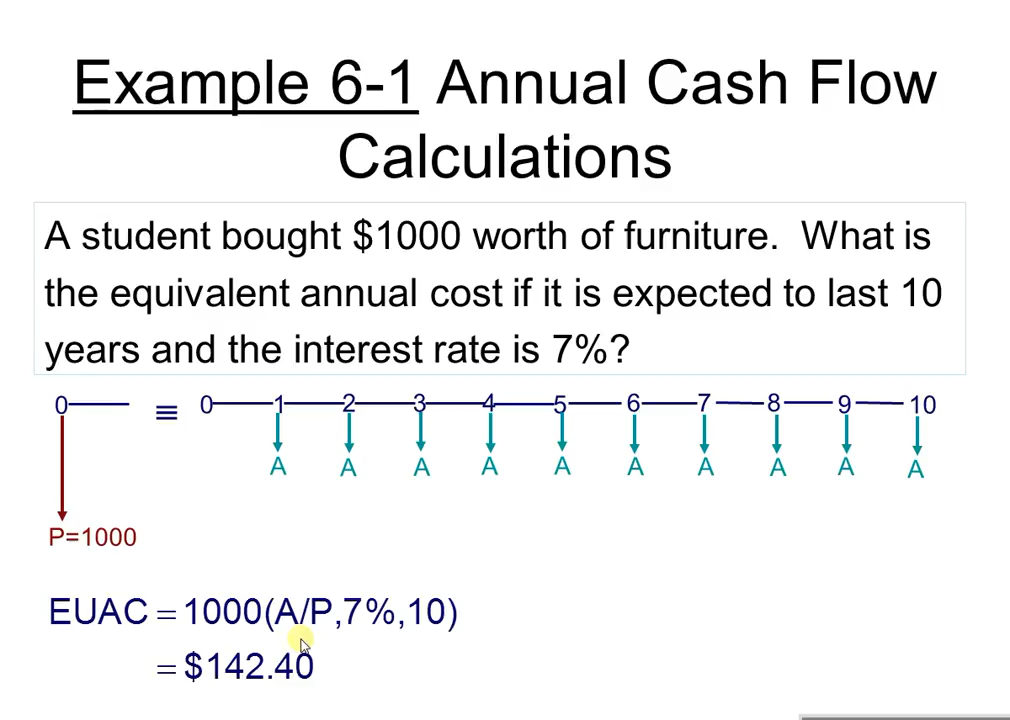 Example 6-1 Annual Cash Flow
Calculations
A student bought $1000 worth of furniture. What is
the equivalent annual cost if it is expected to last 10
years and the interest rate is 7%?
0 ≡ 0 1 2 3 4 5 6 7 8 9 10
A A A A A A A A A A
P=1000
EUAC = 1000(A/P,7%,10)
= $142.40